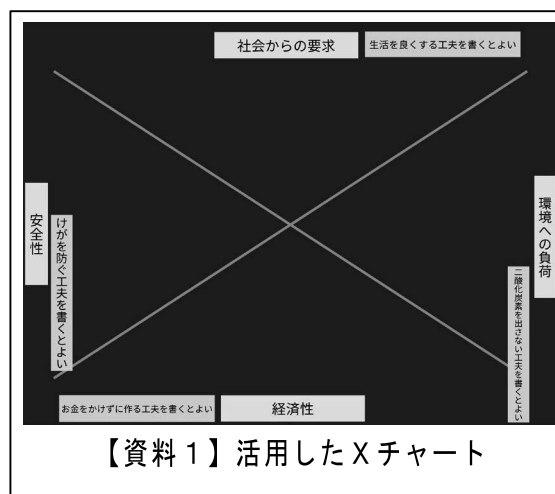 社会からの要求
生活を良くする工夫を書くとよい
安全性
けがを防ぐ工夫を書くとよい
環境への負荷
二酸化炭素を出さない工夫を書くとよい
お金をかけずに作る工夫を書くとよい
経済性
【資料1】活用したXチャート